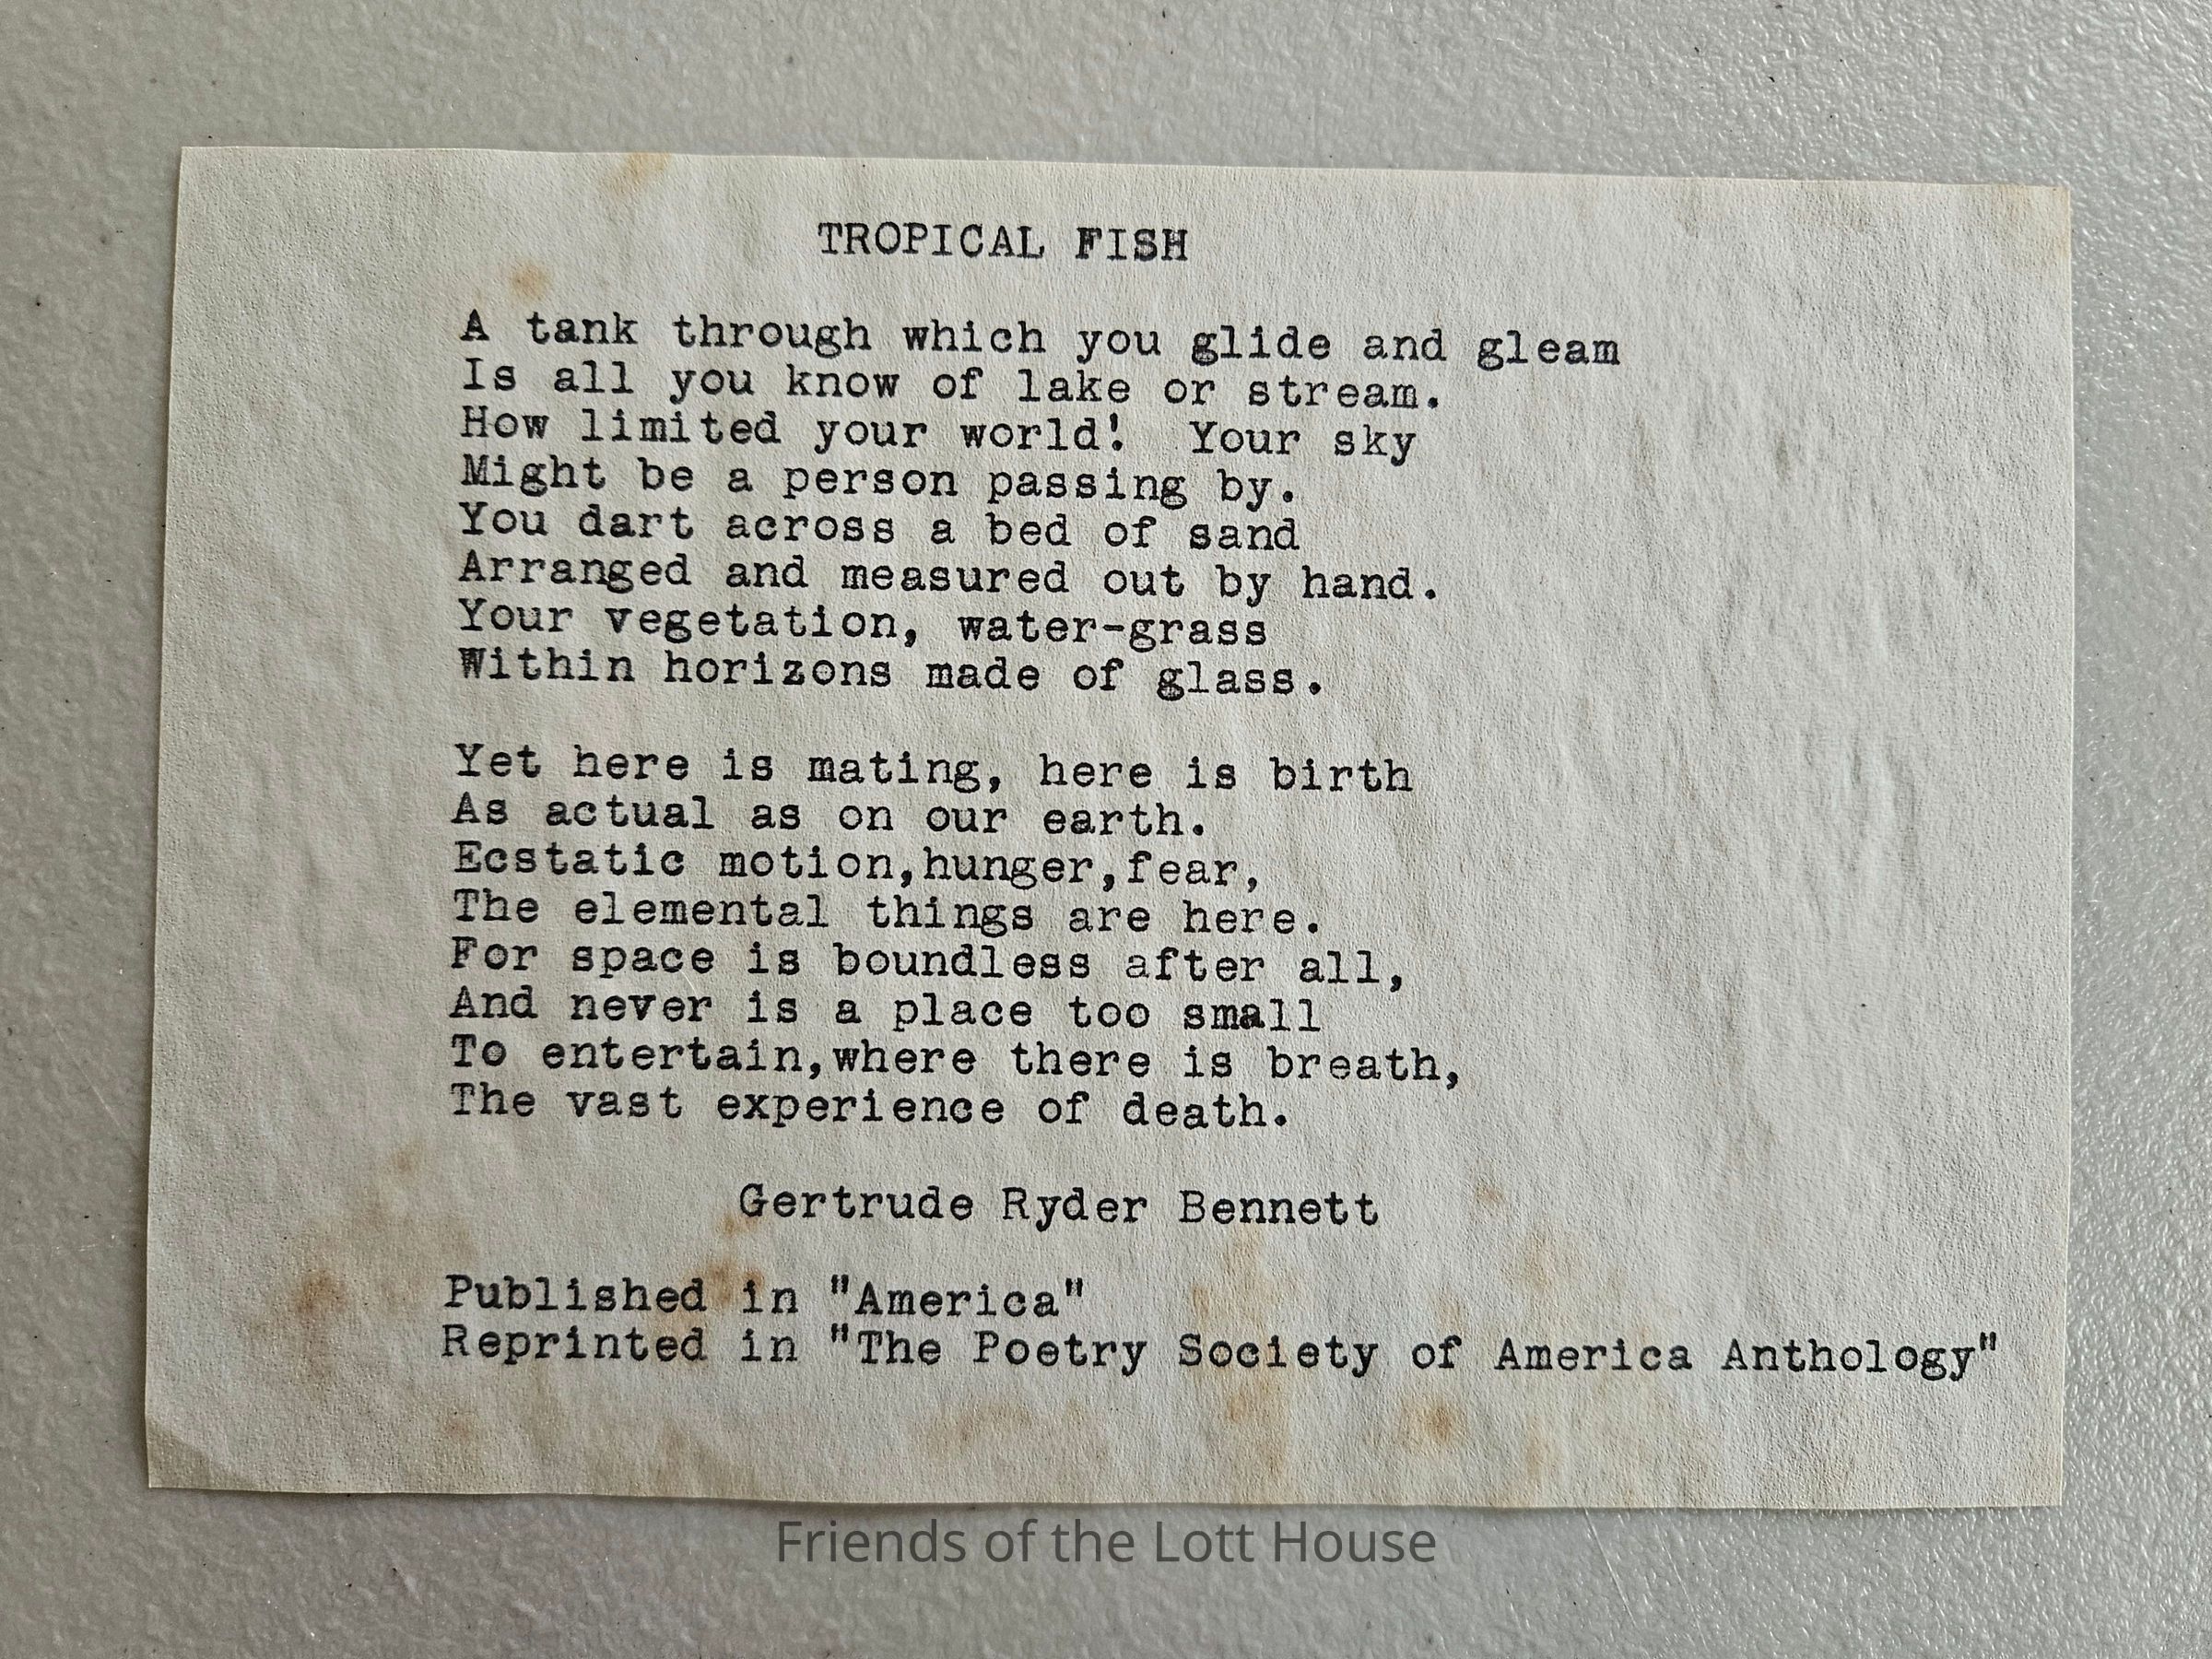 TROPICAL FISH
A tank through which you glide and gleam
Is all you know of lake or stream.
How limited your world!  Your sky
Might be a person passing by.
You dart across a bed of sand
Arranged and measured out by hand.
Your vegetation, water-grass
Within horizons made of glass.
Yet here is mating, here is birth
As actual as on our earth.
Ecstatic motion,hunger,fear,
The elemental things are here.
For space is boundless after all,
And never is a place too small
To entertain,where there is breath,
The vast experience of death.
Gertrude Ryder Bennett
Published in "America"
Reprinted in "The Poetry Society of America Anthology"
Friends of the Lott House